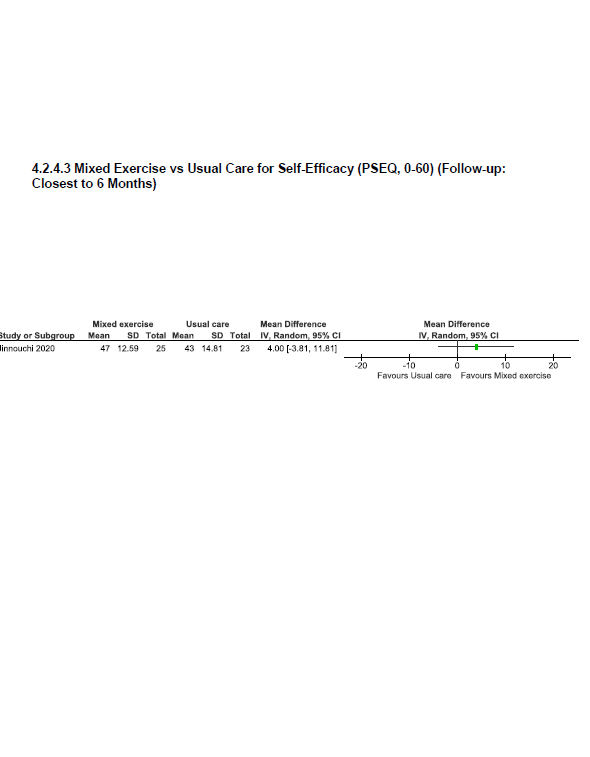 4.2.4.3 Mixed Exercise vs Usual Care for Self-Efficacy (PSEQ, 0-60) (Follow-up:
Closest to 6 Months)
Mixed exercise Usual care Mean Difference Mean Difference
Study or Subgroup Mean SD Total Mean SD Total IV, Random, 95% CI IV, Random, 95% CI
Jinnouchi 2020 47 12.59 25 43 14.81 23 4.00 [-3.81, 11.81]
-20 -10 0 10 20
Favours Usual care Favours Mixed exercise